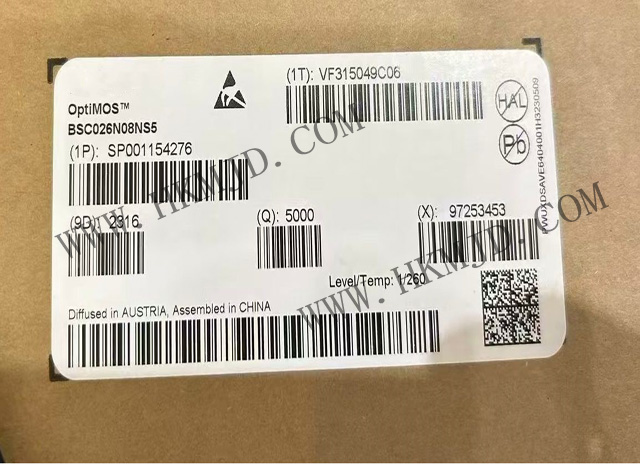 (1T): VF315049C06
OptiMOS™
BSC026N08NS5
(1P): SP001154276
HAL
Pb
(9D): 2316
(Q): 5000
(X): 97253453
Level/Temp: 1/260
Diffused in AUSTRIA, Assembled in CHINA
WUXDSAVE6404001H3230509
WWW.HKMJD.COM
WWW.HKMJD.COM